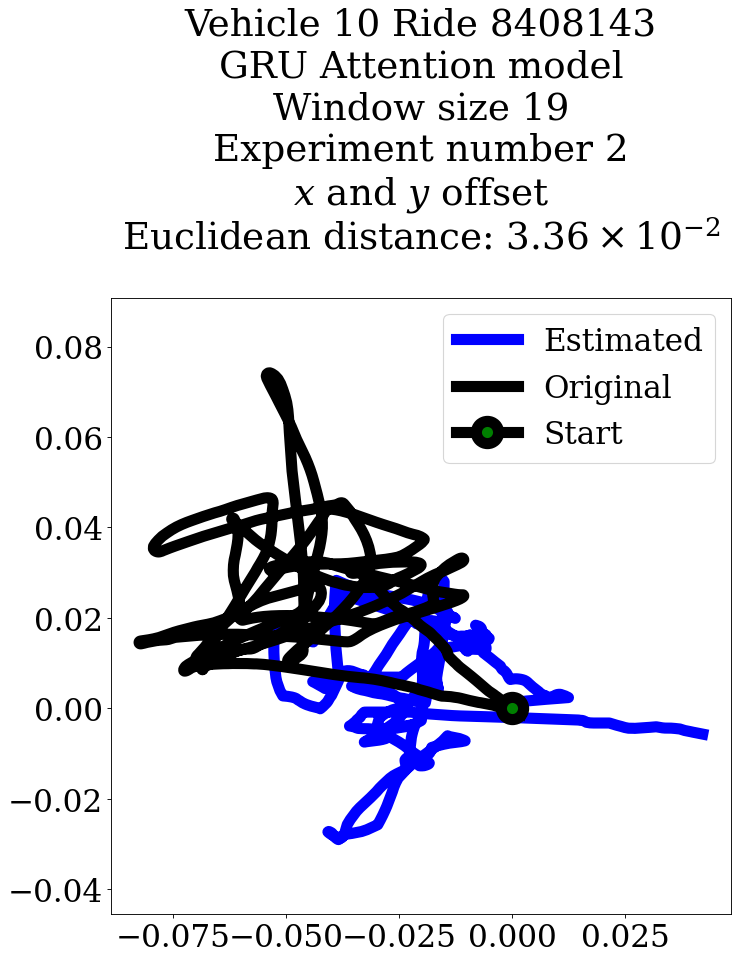 Vehicle 10 Ride 8408143
GRU Attention model
Window size 19
Experiment number 2
x and y offset
Euclidean distance: 3.36 × 10⁻²
Estimated
Original
Start
0.08
0.06
0.04
0.02
0.00
−0.02
−0.04
−0.075 −0.050 −0.025 0.000 0.025